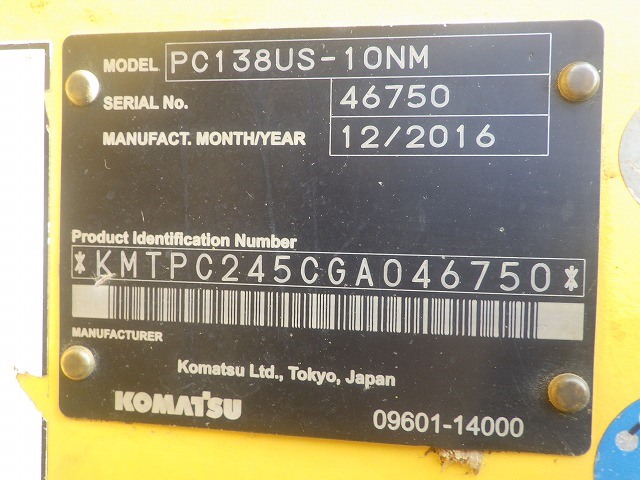 MODEL PC138US-10NM
SERIAL No. 46750
MANUFACT. MONTH/YEAR 12/2016
Product Identification Number
*KMTPC245CGA046750*
MANUFACTURER
Komatsu Ltd., Tokyo, Japan
KOMATSU 09601-14000